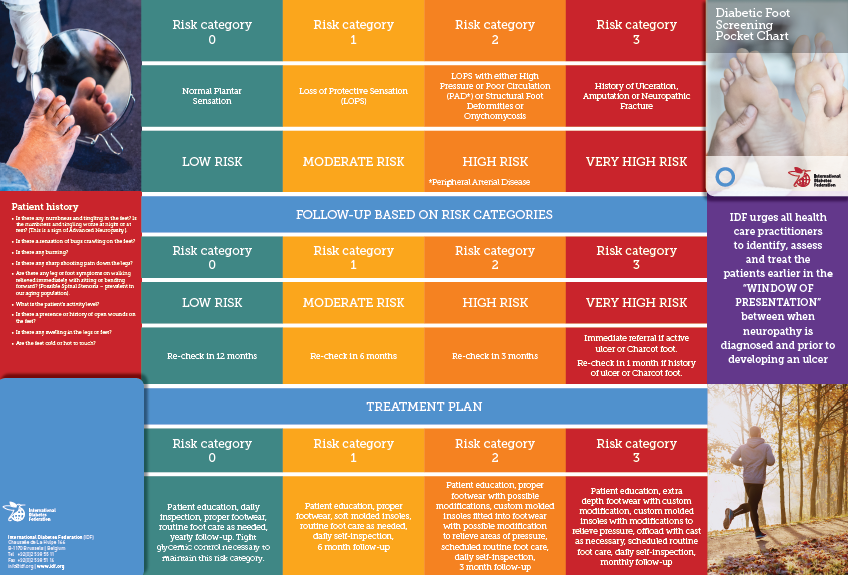 Risk category
0
Risk category
1
Risk category
2
Risk category
3
Diabetic Foot
Screening
Pocket Chart
Normal Plantar
Sensation
Loss of Protective Sensation
(LOPS)
LOPS with either High
Pressure or Poor Circulation
(PAD*) or Structural Foot
Deformities or
Onychomycosis
History of Ulceration,
Amputation or Neuropathic
Fracture
LOW RISK
MODERATE RISK
HIGH RISK
*Peripheral Arterial Disease
VERY HIGH RISK
International
Diabetes
Federation
Patient history
• Is there any numbness and tingling in the feet? Is
the numbness and tingling worse at night or at
rest? (This is a sign of Advanced Neuropathy).
• Is there a sensation of bugs crawling on the feet?
• Is there any burning?
• Is there any sharp shooting pain down the legs?
• Are there any leg or foot symptoms on walking
relieved immediately with sitting or bending
forward? (Possible Spinal Stenosis – prevalent in
our aging population).
• What is the patient's activity level?
• Is there a presence or history of open wounds on
the feet?
• Is there any swelling in the legs or feet?
• Are the feet cold or hot to touch?
FOLLOW-UP BASED ON RISK CATEGORIES
Risk category
0
Risk category
1
Risk category
2
Risk category
3
LOW RISK
MODERATE RISK
HIGH RISK
VERY HIGH RISK
Re-check in 12 months
Re-check in 6 months
Re-check in 3 months
Immediate referral if active
ulcer or Charcot foot.
Re-check in 1 month if history
of ulcer or Charcot foot.
IDF urges all health
care practitioners
to identify, assess
and treat the
patients earlier in the
"WINDOW OF
PRESENTATION"
between when
neuropathy is
diagnosed and prior to
developing an ulcer
TREATMENT PLAN
Risk category
0
Risk category
1
Risk category
2
Risk category
3
Patient education, daily
inspection, proper footwear,
routine foot care as needed,
yearly follow-up. Tight
glycemic control necessary to
maintain this risk category.
Patient education, proper
footwear, soft molded insoles,
routine foot care as needed,
daily self-inspection,
6 month follow-up
Patient education, proper
footwear with possible
modifications, custom molded
insoles fitted into footwear
with possible modification
to relieve areas of pressure,
scheduled routine foot care,
daily self-inspection,
3 month follow-up
Patient education, extra
depth footwear with custom
modification, custom molded
insoles with modifications to
relieve pressure, offload with cast
as necessary, scheduled routine
foot care, daily self-inspection,
monthly follow-up
International
Diabetes
Federation
International Diabetes Federation (IDF)
Chaussée de La Hulpe 166
B-1170 Brussels | Belgium
info@idf.org | www.idf.org